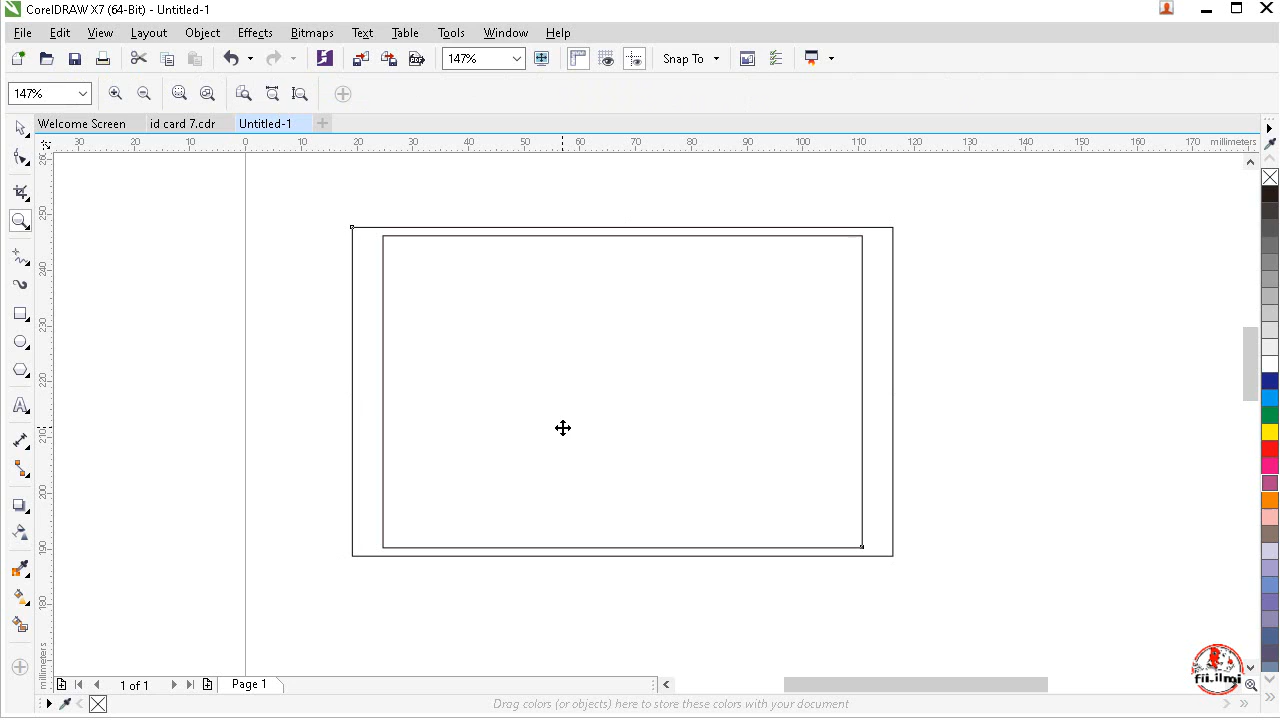 CorelDRAW X7 (64-Bit) - Untitled-1
File Edit View Layout Object Effects Bitmaps Text Table Tools Window Help
147% Snap To
147%
Welcome Screen id card 7.cdr Untitled-1
30 20 10 0 10 20 30 40 50 60 70 80 90 100 110 120 130 140 150 160 170 millimeters
250
240
230
220
210
200
190
180
millimeters
fii.ilmi
1 of 1 Page 1
Drag colors (or objects) here to store these colors with your document